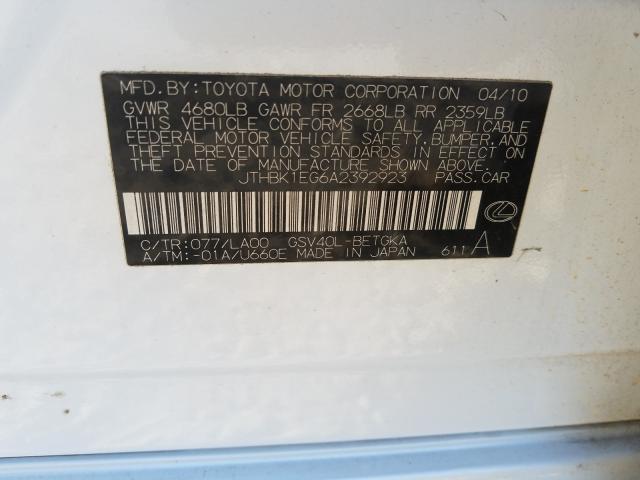 MFD.BY:TOYOTA MOTOR CORPORATION 04/10
GVWR 4680LB GAWR FR 2668LB RR 2359LB
THIS VEHICLE CONFORMS TO ALL APPLICABLE
FEDERAL MOTOR VEHICLE SAFETY,BUMPER,AND
THEFT PREVENTION STANDARDS IN EFFECT ON
THE DATE OF MANUFACTURE SHOWN ABOVE.
JTHBK1EG6A2392923 PASS.CAR
C/TR:077/LA00 GSV40L-BETGKA
A/TM:-01A/U660E MADE IN JAPAN 611 A